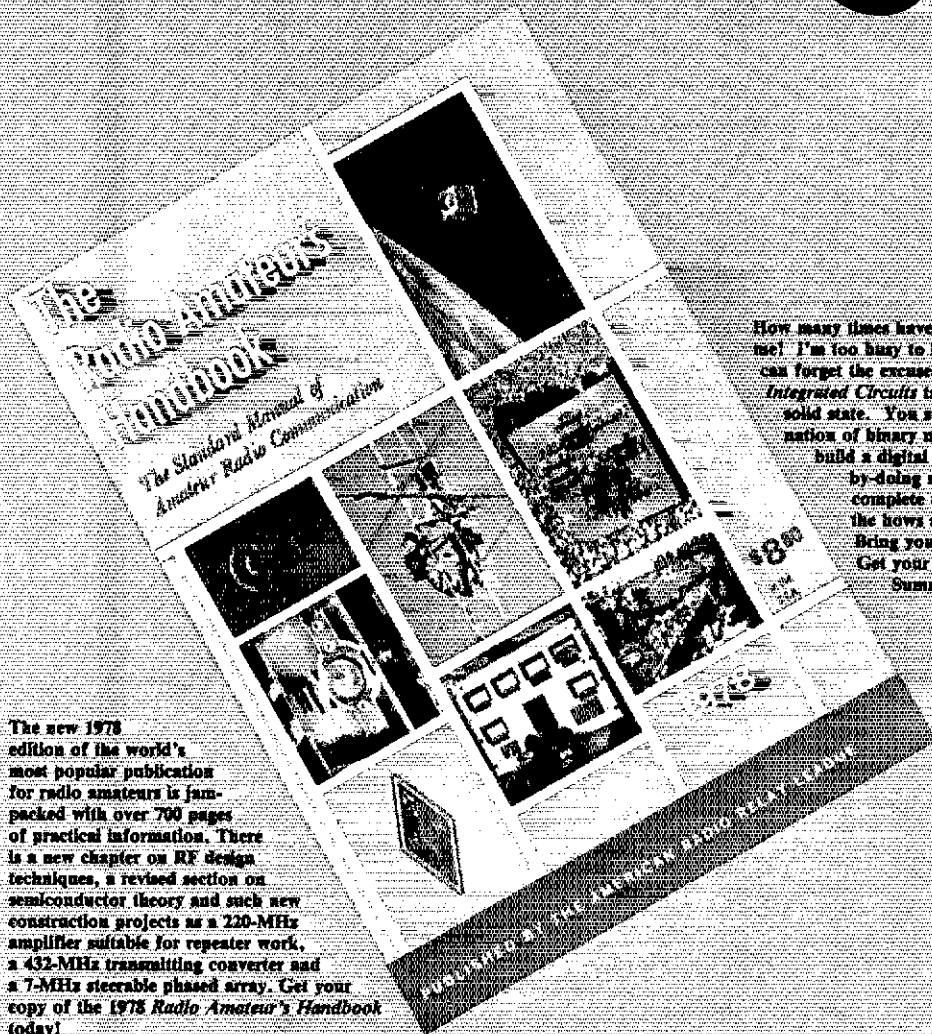 The
Radio Amateur's
Handbook
The Standard Manual of
Amateur Radio Communication
$8.50
1978
PUBLISHED BY THE AMERICAN RADIO RELAY LEAGUE
How many times have
me! I'm too busy to
can forget the excuse
Integrated Circuits
solid state. You
nation of binary
build a digital
by-doing
complete
the hows
Bring you
Get your
The new 1978
edition of the world's
most popular publication
for radio amateurs is jam-
packed with over 700 pages
of practical information. There
is a new chapter on RF design
techniques, a revised section on
semiconductor theory and such new
construction projects as a 220-MHz
amplifier suitable for repeater work,
a 432-MHz transmitting converter and
a 7-MHz steerable phased array. Get your
copy of the 1978 Radio Amateur's Handbook
today!